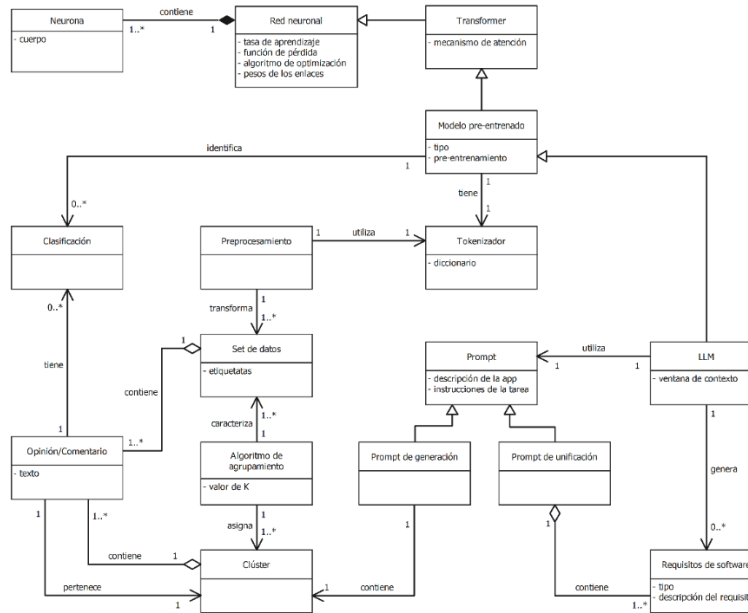 Neurona
- cuerpo
contiene
1..*
1
Red neuronal
- tasa de aprendizaje
- función de pérdida
- algoritmo de optimización
- pesos de los enlaces
Transformer
- mecanismo de atención
Modelo pre-entrenado
- tipo
- pre-entrenamiento
identifica
1
0..*
1
tiene
1
Clasificación
Preprocesamiento
1
utiliza
1
Tokenizador
- diccionario
0..*
tiene
1
1
transforma
1..*
Set de datos
- etiquetatas
1
contiene
1..*
Prompt
- descripción de la app
- instrucciones de la tarea
utiliza
1
1
LLM
- ventana de contexto
caracteriza
1..*
1
Opinión/Comentario
- texto
Algoritmo de
agrupamiento
- valor de K
Prompt de generación
Prompt de unificación
1
genera
0..*
1
1..*
1
asigna
1..*
1
1
contiene
1
pertenece
1
Clúster
1
contiene
contiene
1..*
Requisitos de software
- tipo
- descripción del requisit